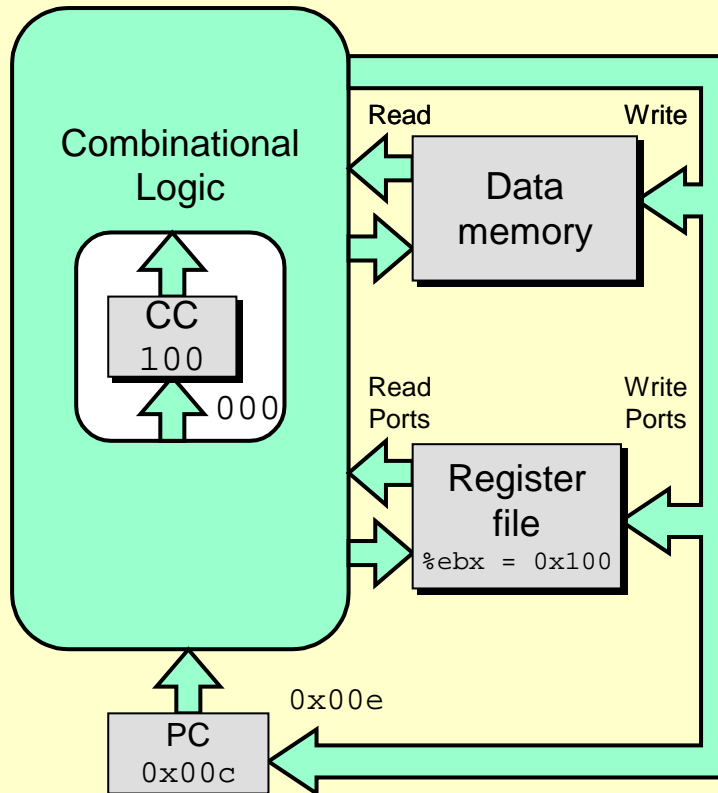 Read
Write
Combinational
Logic
Data
memory
CC
100
000
Read
Ports
Write
Ports
Register
file
%ebx = 0x100
0x00e
PC
0x00c